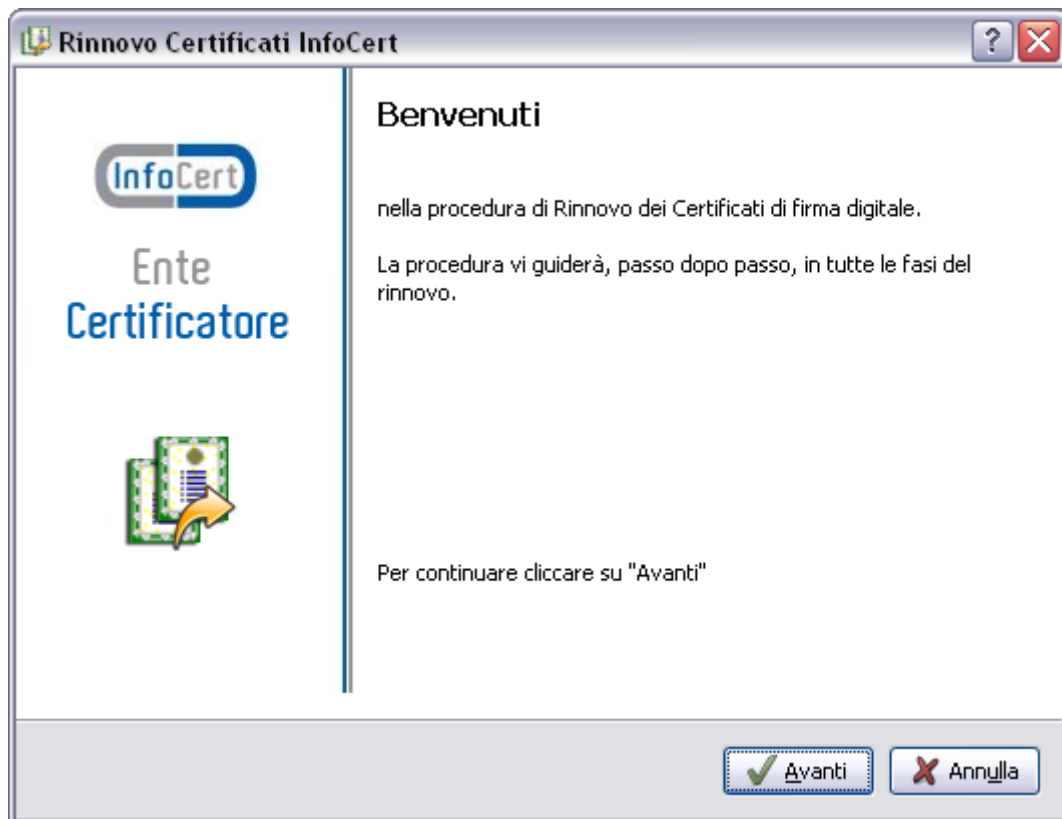 Rinnovo Certificati InfoCert
InfoCert
Ente
Certificatore
Benvenuti
nella procedura di Rinnovo dei Certificati di firma digitale.
La procedura vi guiderà, passo dopo passo, in tutte le fasi del
rinnovo.
Per continuare cliccare su "Avanti"
Avanti
Annulla